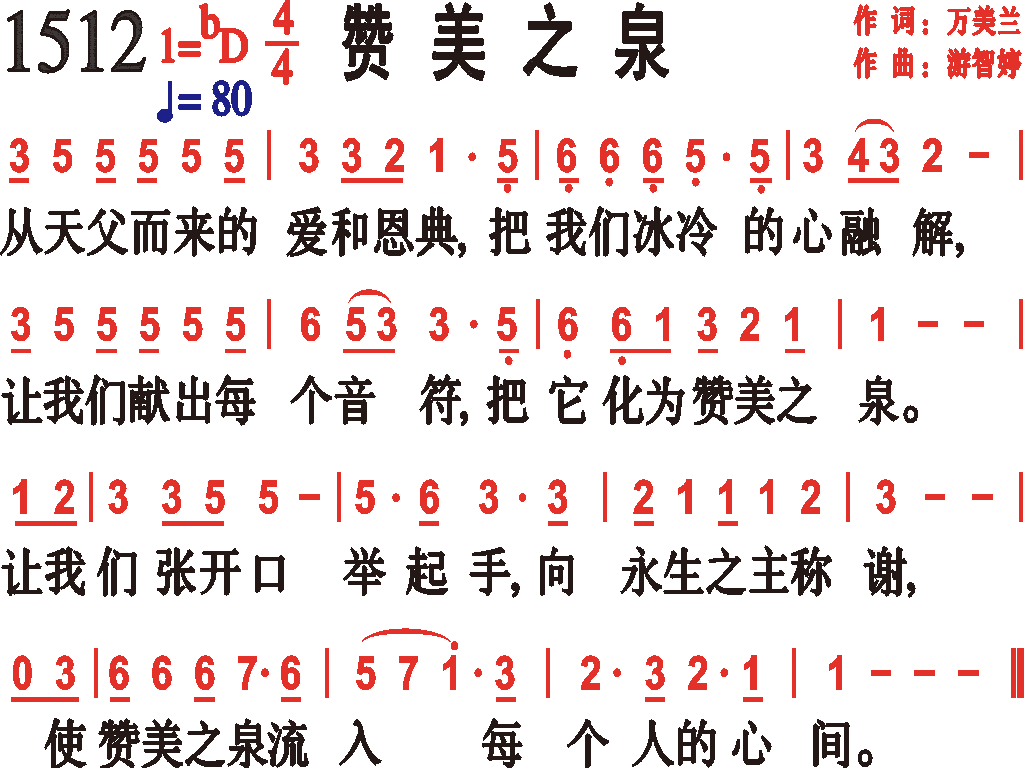 1512 1=bD 4/4 赞美之泉 作词：万美兰
♩= 80 作曲：游智婷
3 5 5 5 5 5 | 3 3 2 1 · 5 | 6 6 6 5 · 5 | 3 4 3 2 − |
从天父而来的 爱和恩典, 把 我们冰冷 的心融 解,
3 5 5 5 5 5 | 6 5 3 3 · 5 | 6 6 1 3 2 1 | 1 − − |
让我们献出每 个音 符, 把 它 化为赞美之 泉。
1 2 | 3 3 5 5 − | 5 · 6 3 · 3 | 2 1 1 1 2 | 3 − − |
让我 们 张开口 举 起 手, 向 永生之主称 谢,
0 3 | 6 6 6 7 · 6 | 5 7 1 · 3 | 2 · 3 2 · 1 | 1 − − − ‖
使 赞美之泉流 入 每 个 人的 心 间。